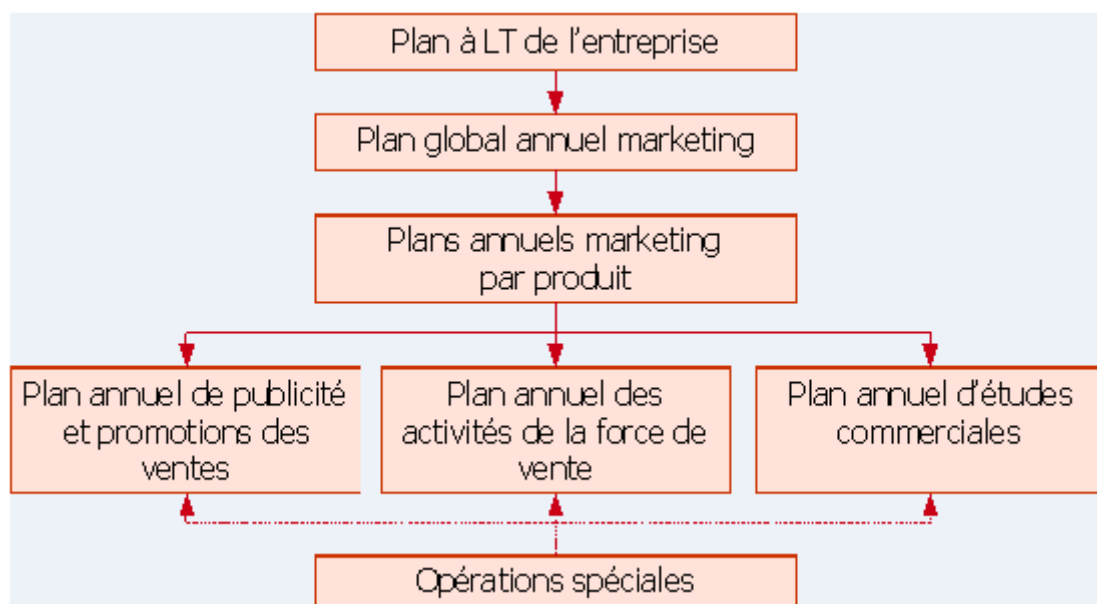 Plan à LT de l'entreprise
Plan global annuel marketing
Plans annuels marketing
par produit
Plan annuel de publicité
et promotions des
ventes
Plan annuel des
activités de la force de
vente
Plan annuel d'études
commerciales
Opérations spéciales